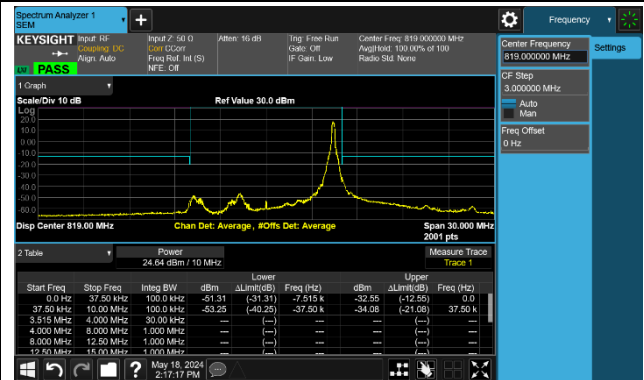 Spectrum Analyzer 1
SEM
Frequency
KEYSIGHT Input: RF
Coupling: DC
Align: Auto
Input Z: 50 Ω
Corr CCorr
Freq Ref: Int (S)
NFE: Off
Atten: 16 dB
Trig: Free Run
Gate: Off
IF Gain: Low
Center Freq: 819.000000 MHz
Avg|Hold: 100.00% of 100
Radio Std: None
PASS
Center Frequency
819.000000 MHz
Settings
CF Step
3.000000 MHz
Auto
Man
Freq Offset
0 Hz
1 Graph
Scale/Div 10 dB
Ref Value 30.0 dBm
Log
20.0
10.0
0.00
-10.0
-20.0
-30.0
-40.0
-50.0
-60.0
Disp Center 819.00 MHz
Chan Det: Average, #Offs Det: Average
Span 30.000 MHz
2001 pts
2 Table
Power
24.64 dBm / 10 MHz
Measure Trace
Trace 1
Lower Upper
Start Freq Stop Freq Integ BW dBm ΔLimit(dB) Freq (Hz) dBm ΔLimit(dB) Freq (Hz)
0.0 Hz 37.50 kHz 100.0 kHz -51.31 (-31.31) -7.515 k -32.55 (-12.55) 0.0
37.50 kHz 10.00 MHz 100.0 kHz -53.25 (-40.25) -37.50 k -34.08 (-21.08) 37.50 k
3.515 MHz 4.000 MHz 30.00 kHz --- (---) --- --- (---) ---
4.000 MHz 8.000 MHz 1.000 MHz --- (---) --- --- (---) ---
8.000 MHz 12.50 MHz 1.000 MHz --- (---) --- --- (---) ---
12.50 MHz 15.00 MHz 1.000 MHz --- (---) --- --- (---) ---
May 18, 2024
2:17:17 PM